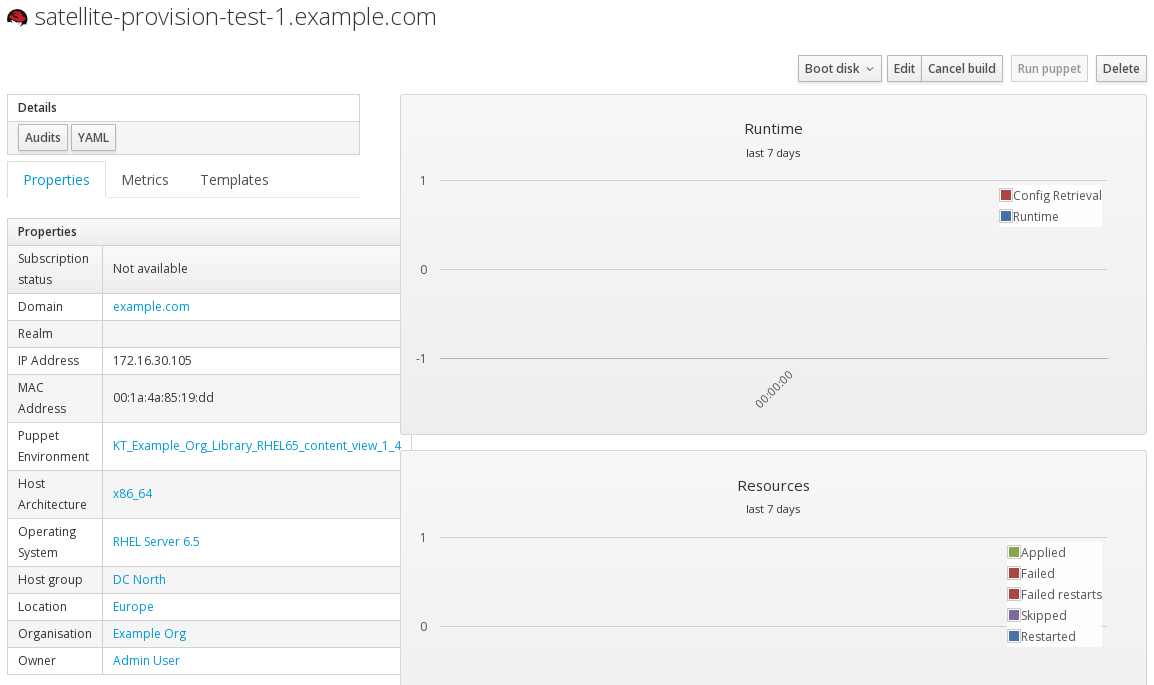 satellite-provision-test-1.example.com
Boot disk Edit Cancel build Run puppet Delete
Details
Audits YAML
Properties Metrics Templates
Properties
Subscription
status
Not available
Domain example.com
Realm
IP Address 172.16.30.105
MAC
Address
00:1a:4a:85:19:dd
Puppet
Environment
KT_Example_Org_Library_RHEL65_content_view_1_4
Host
Architecture
x86_64
Operating
System
RHEL Server 6.5
Host group DC North
Location Europe
Organisation Example Org
Owner Admin User
Runtime
last 7 days
1
Config Retrieval
Runtime
0
-1
00:00:00
Resources
last 7 days
1
Applied
Failed
Failed restarts
Skipped
0
Restarted